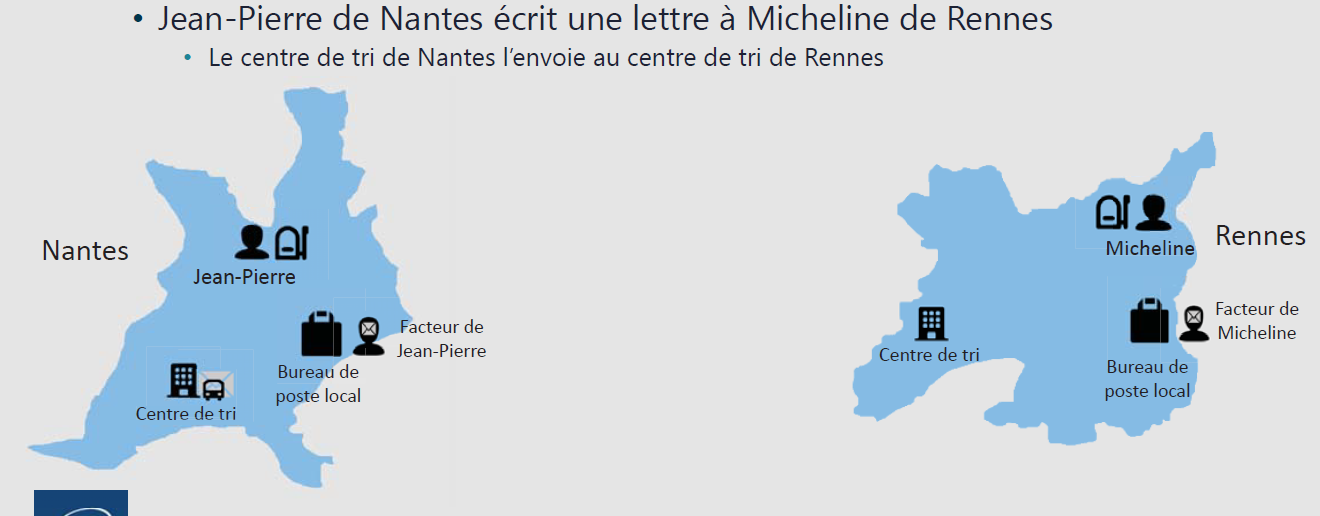 • Jean-Pierre de Nantes écrit une lettre à Micheline de Rennes
• Le centre de tri de Nantes l'envoie au centre de tri de Rennes
Nantes
Jean-Pierre
Facteur de
Jean-Pierre
Bureau de
poste local
Centre de tri
Micheline
Rennes
Facteur de
Micheline
Centre de tri
Bureau de
poste local